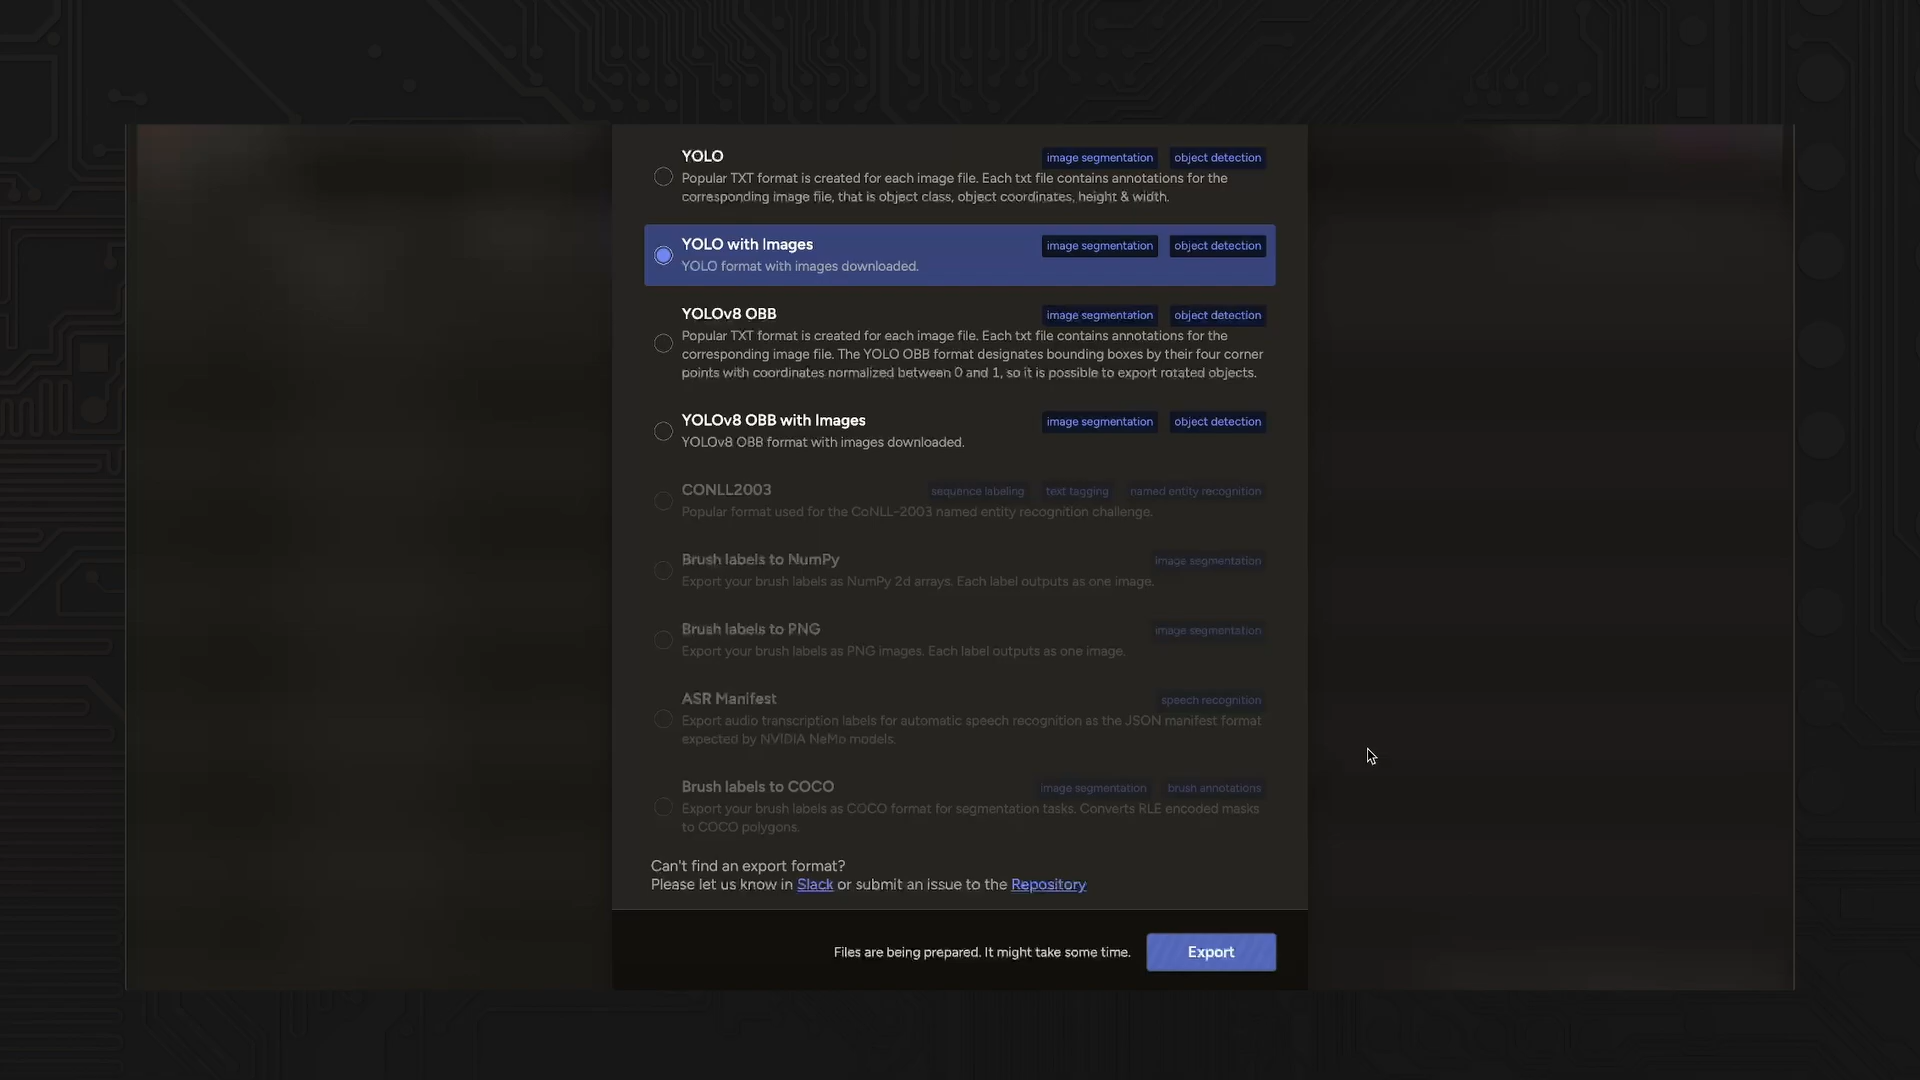 YOLO
image segmentation object detection
Popular TXT format is created for each image file. Each txt file contains annotations for the
corresponding image file, that is object class, object coordinates, height & width.
YOLO with Images
image segmentation object detection
YOLO format with images downloaded.
YOLOv8 OBB
image segmentation object detection
Popular TXT format is created for each image file. Each txt file contains annotations for the
corresponding image file. The YOLO OBB format designates bounding boxes by their four corner
points with coordinates normalized between 0 and 1, so it is possible to export rotated objects.
YOLOv8 OBB with Images
image segmentation object detection
YOLOv8 OBB format with images downloaded.
CONLL2003
sequence labeling text tagging named entity recognition
Popular format used for the CoNLL-2003 named entity recognition challenge.
Brush labels to NumPy
image segmentation
Export your brush labels as NumPy 2d arrays. Each label outputs as one image.
Brush labels to PNG
image segmentation
Export your brush labels as PNG images. Each label outputs as one image.
ASR Manifest
speech recognition
Export audio transcription labels for automatic speech recognition as the JSON manifest format
expected by NVIDIA NeMo models.
Brush labels to COCO
image segmentation brush annotations
Export your brush labels as COCO format for segmentation tasks. Converts RLE encoded masks
to COCO polygons.
Can't find an export format?
Please let us know in Slack or submit an issue to the Repository
Files are being prepared. It might take some time.
Export